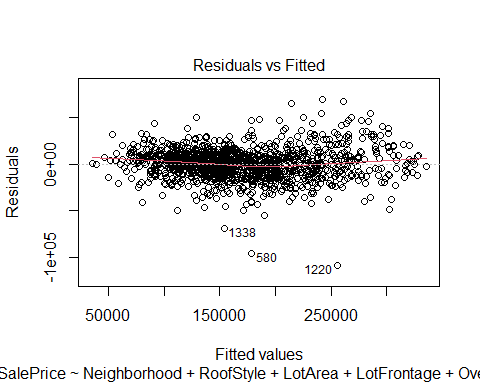 Residuals vs Fitted
Residuals
0e+00
-1e+05
1338
580
1220
50000
150000
250000
Fitted values
SalePrice ~ Neighborhood + RoofStyle + LotArea + LotFrontage + Ove